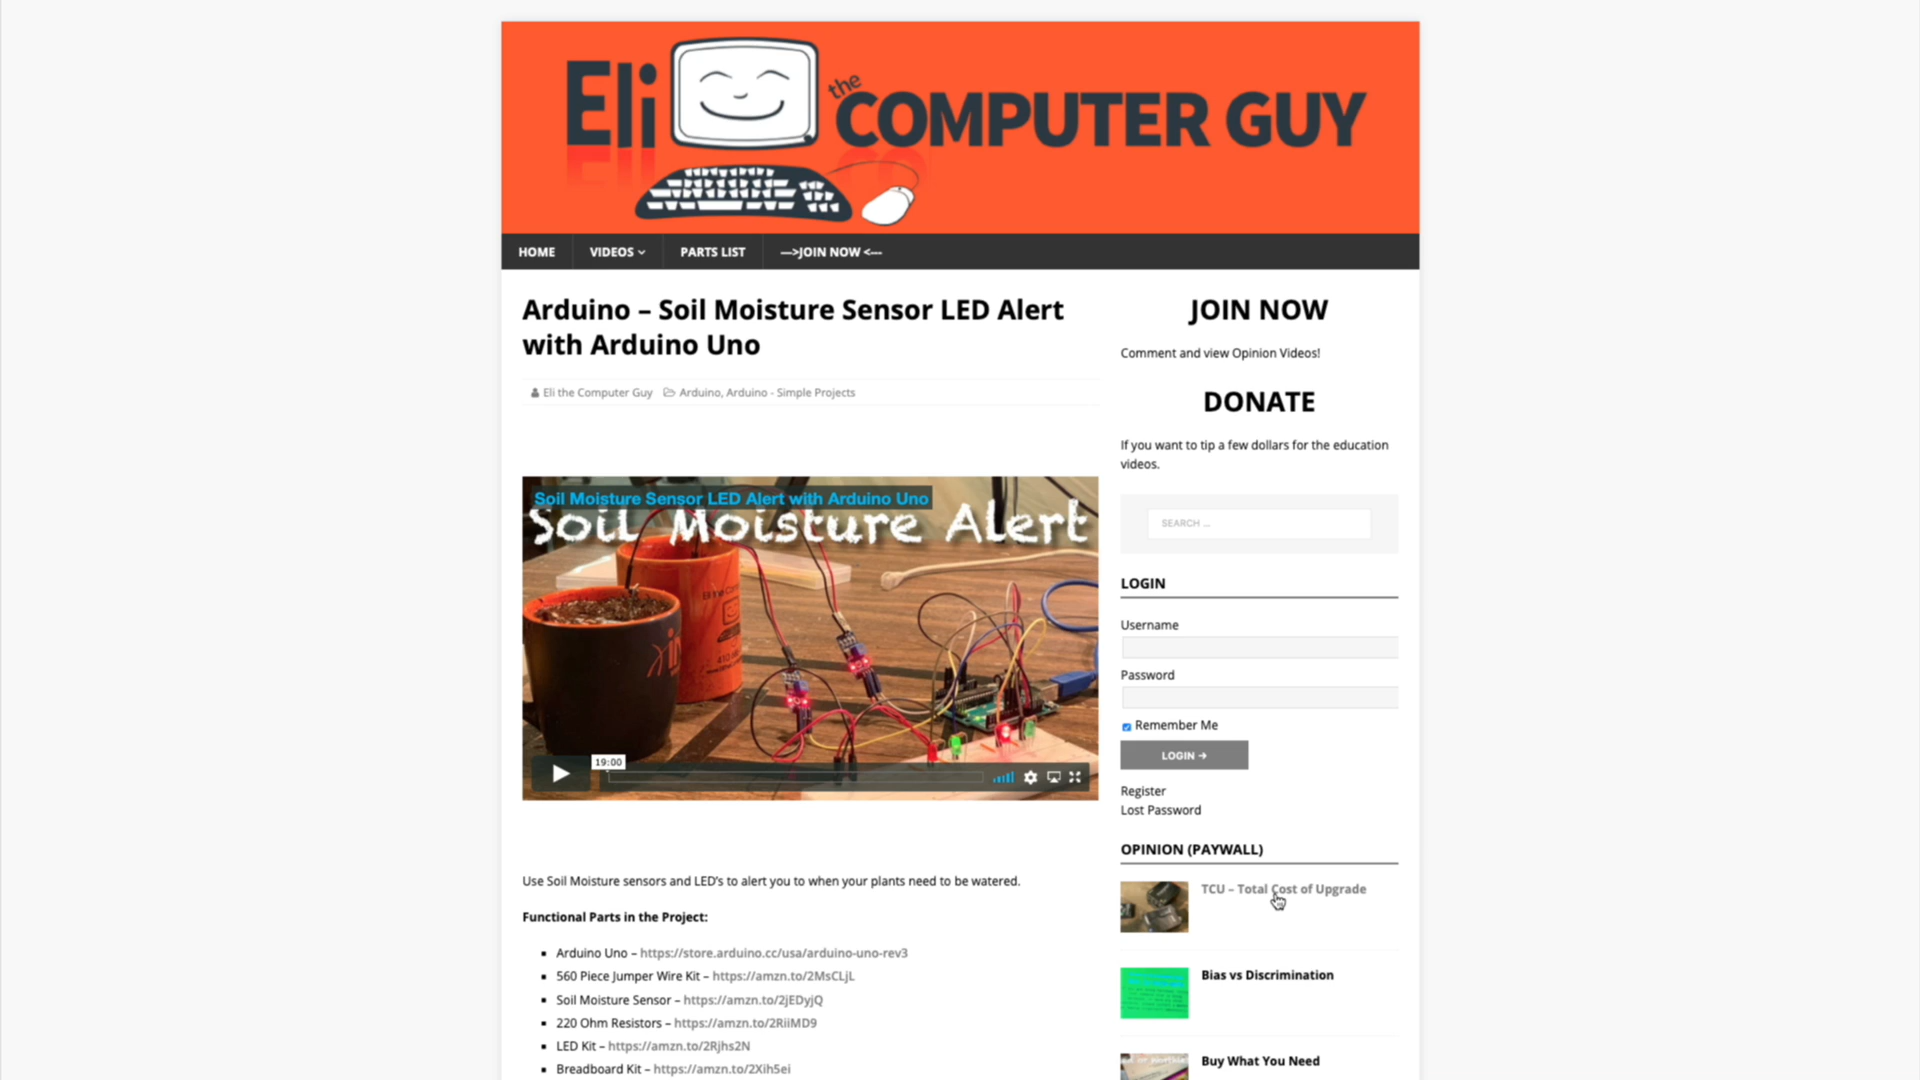 Eli the COMPUTER GUY
HOME
VIDEOS
PARTS LIST
--->JOIN NOW <---
Arduino – Soil Moisture Sensor LED Alert
with Arduino Uno
Eli the Computer Guy
Arduino, Arduino - Simple Projects
Soil Moisture Sensor LED Alert with Arduino Uno
Soil Moisture Alert
19:00
Use Soil Moisture sensors and LED's to alert you to when your plants need to be watered.
Functional Parts in the Project:
Arduino Uno – https://store.arduino.cc/usa/arduino-uno-rev3
560 Piece Jumper Wire Kit – https://amzn.to/2MsCLjL
Soil Moisture Sensor – https://amzn.to/2jEDyjQ
220 Ohm Resistors – https://amzn.to/2RiiMD9
LED Kit – https://amzn.to/2Rjhs2N
Breadboard Kit – https://amzn.to/2Xih5ei
JOIN NOW
Comment and view Opinion Videos!
DONATE
If you want to tip a few dollars for the education
videos.
SEARCH ...
LOGIN
Username
Password
Remember Me
LOGIN →
Register
Lost Password
OPINION (PAYWALL)
TCU – Total Cost of Upgrade
Bias vs Discrimination
Buy What You Need